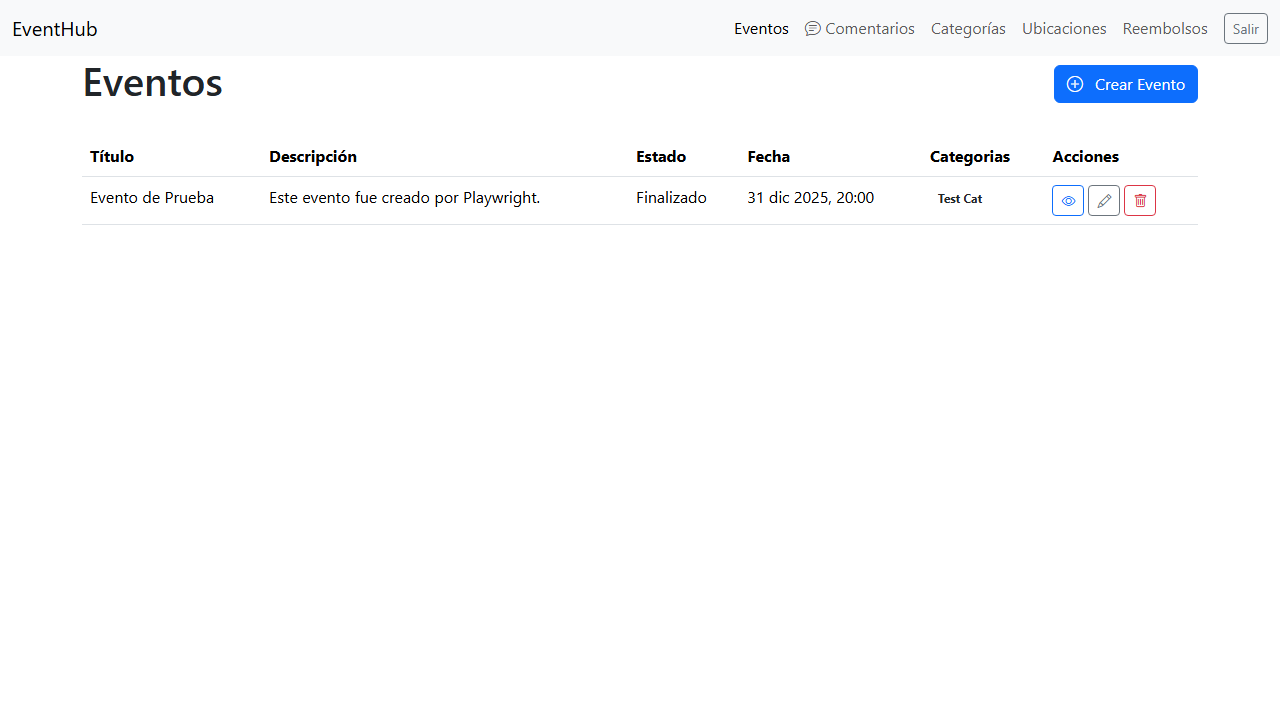 EventHub Eventos Comentarios Categorías Ubicaciones Reembolsos Salir
Eventos Crear Evento
Título Descripción Estado Fecha Categorias Acciones
Evento de Prueba Este evento fue creado por Playwright. Finalizado 31 dic 2025, 20:00 Test Cat